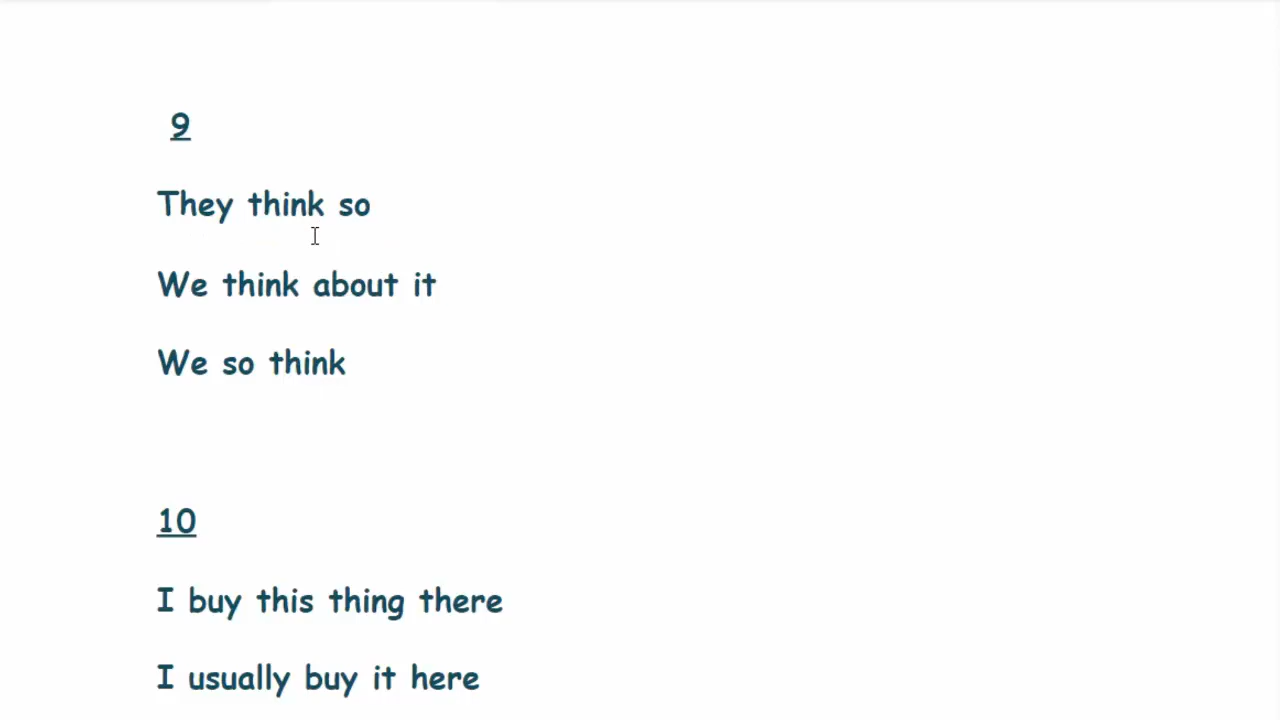 9
They think so
We think about it
We so think
10
I buy this thing there
I usually buy it here